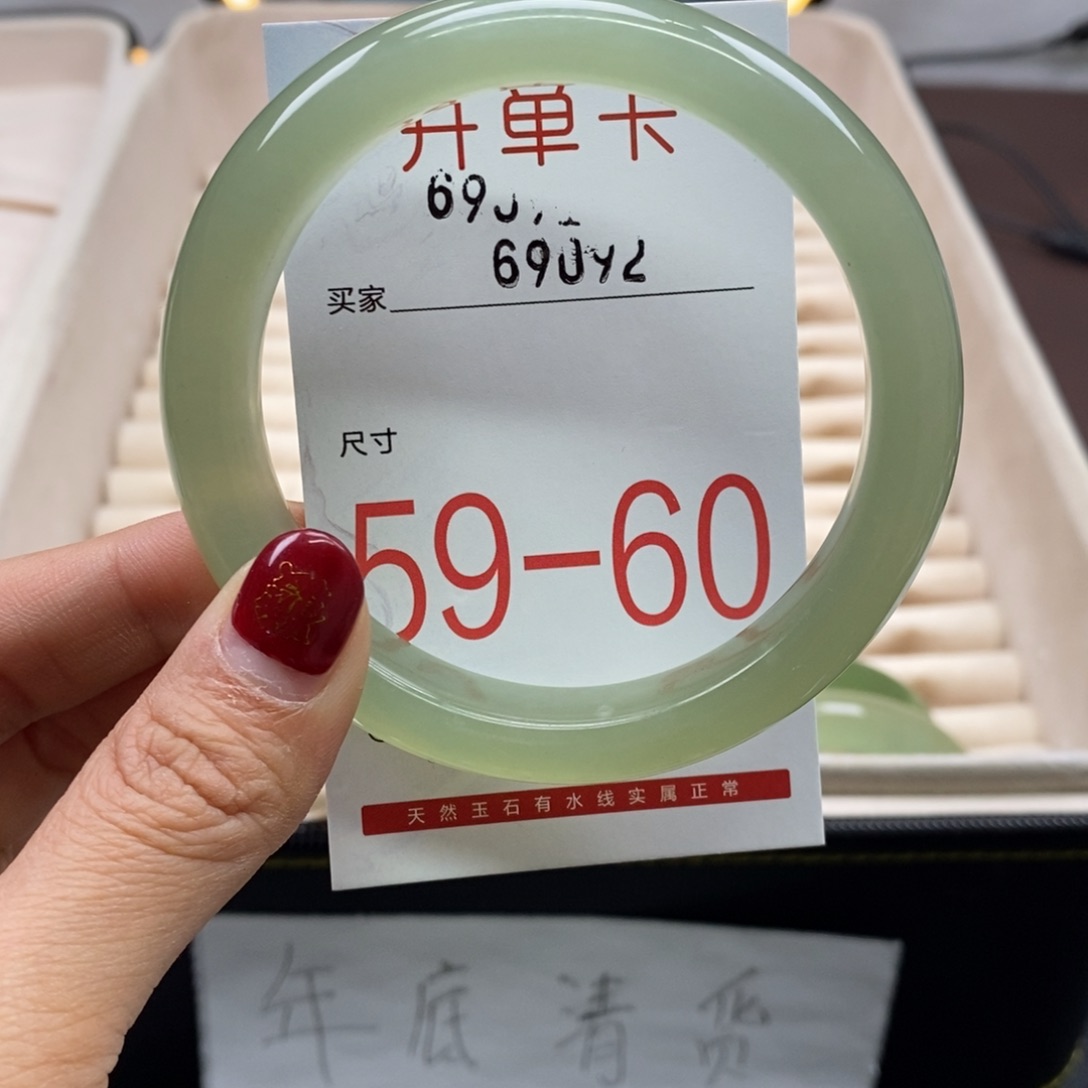 开单卡
买家
尺寸
59-60
天然玉石有水线实属正常
年底清货